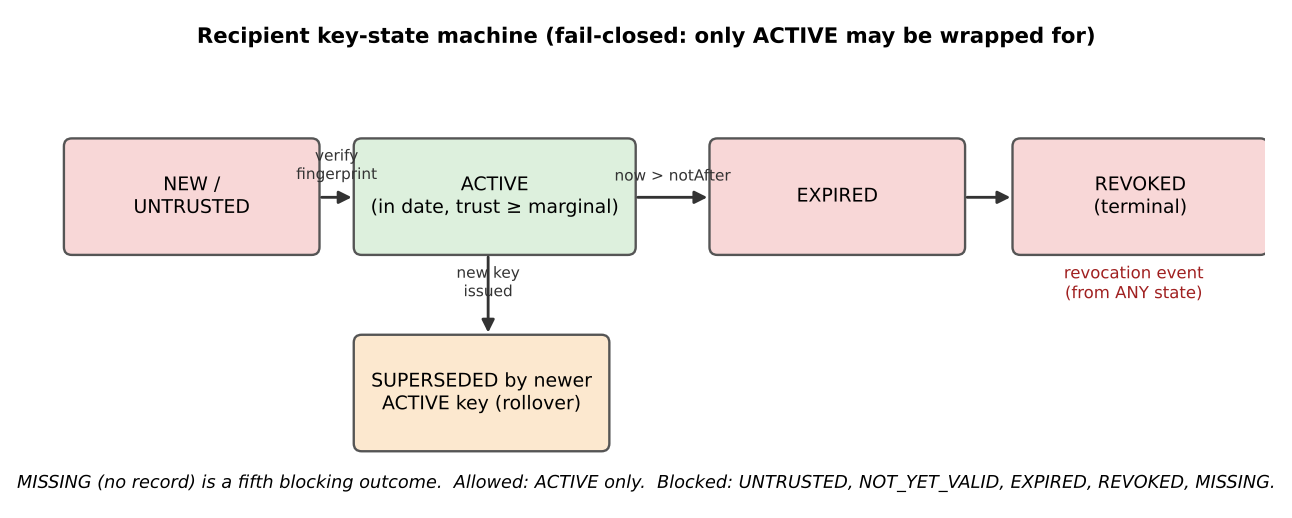 Recipient key-state machine (fail-closed: only ACTIVE may be wrapped for)
NEW /
UNTRUSTED
verify
fingerprint
ACTIVE
(in date, trust ≥ marginal)
now > notAfter
EXPIRED
REVOKED
(terminal)
revocation event
(from ANY state)
new key
issued
SUPERSEDED by newer
ACTIVE key (rollover)
MISSING (no record) is a fifth blocking outcome.  Allowed: ACTIVE only.  Blocked: UNTRUSTED, NOT_YET_VALID, EXPIRED, REVOKED, MISSING.